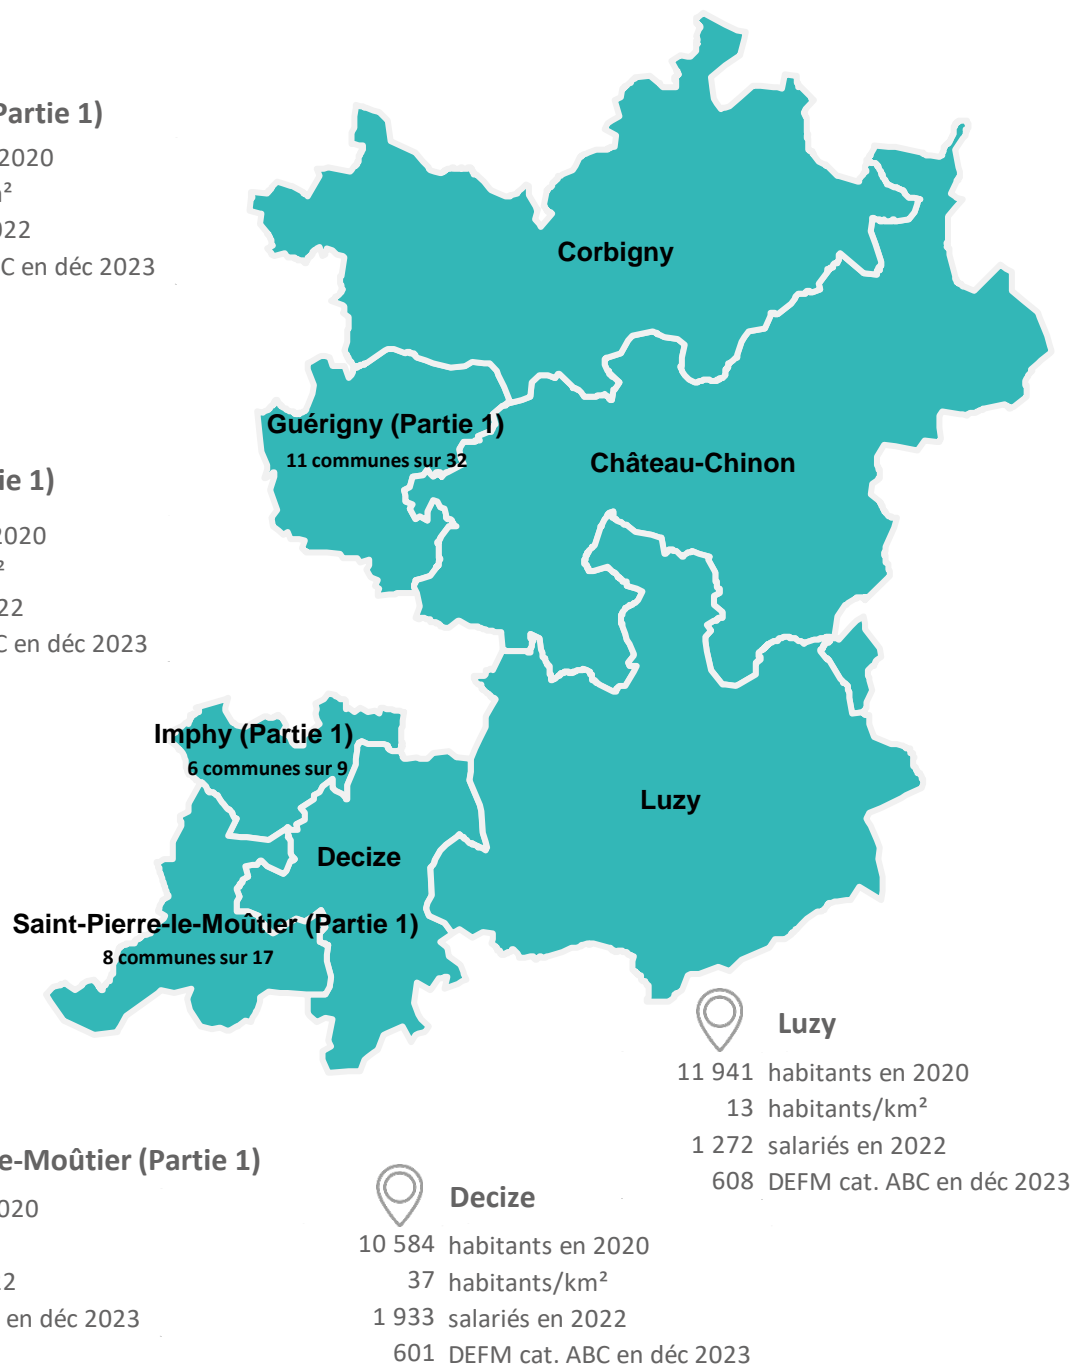 Partie 1)
2020
m²
022
C en déc 2023
Corbigny
Guérigny (Partie 1)
11 communes sur 32
Château-Chinon
ie 1)
2020
²
22
C en déc 2023
Imphy (Partie 1)
6 communes sur 9
Luzy
Decize
Saint-Pierre-le-Moûtier (Partie 1)
8 communes sur 17
Luzy
11 941 habitants en 2020
13 habitants/km²
1 272 salariés en 2022
608 DEFM cat. ABC en déc 2023
e-Moûtier (Partie 1)
020
2
en déc 2023
Decize
10 584 habitants en 2020
37 habitants/km²
1 933 salariés en 2022
601 DEFM cat. ABC en déc 2023